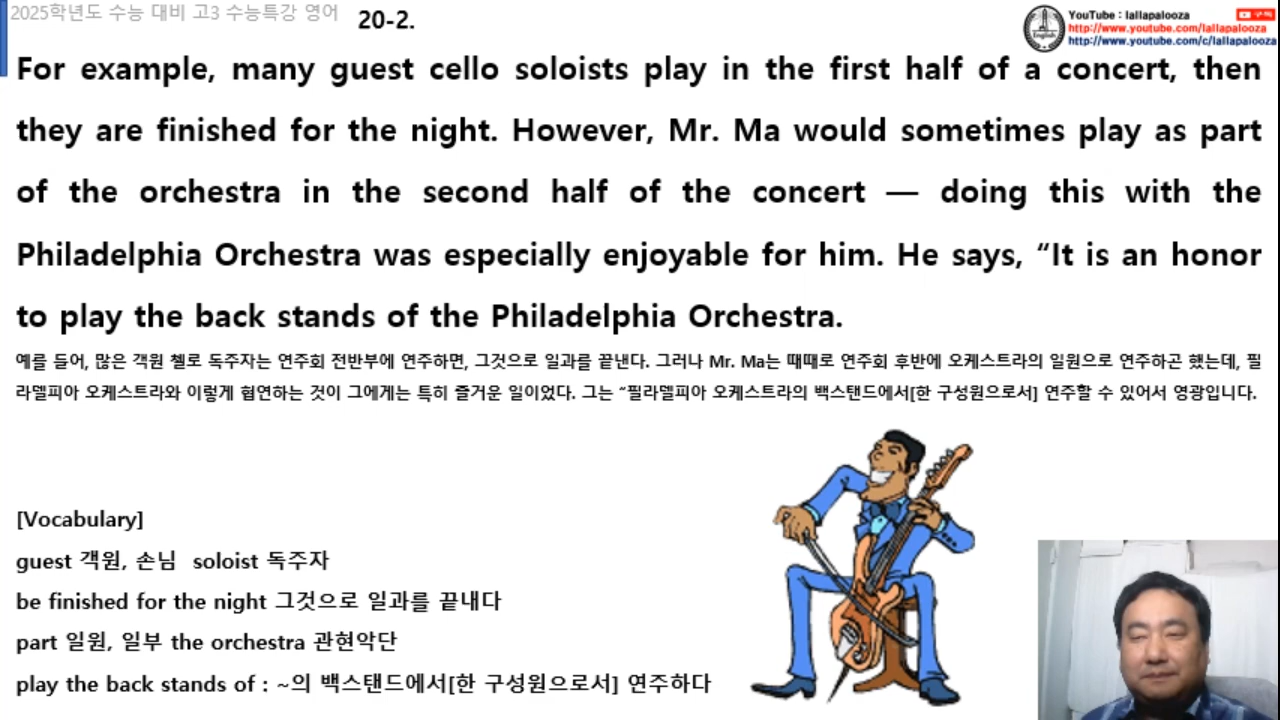 2025학년도 수능 대비 고3 수능특강 영어
20-2.
YouTube : lallapalooza
구독
http://www.youtube.com/lallapalooza
http://www.youtube.com/c/lallapalooza
English
For example, many guest cello soloists play in the first half of a concert, then
they are finished for the night. However, Mr. Ma would sometimes play as part
of the orchestra in the second half of the concert — doing this with the
Philadelphia Orchestra was especially enjoyable for him. He says, “It is an honor
to play the back stands of the Philadelphia Orchestra.
예를 들어, 많은 객원 첼로 독주자는 연주회 전반부에 연주하면, 그것으로 일과를 끝낸다. 그러나 Mr. Ma는 때때로 연주회 후반에 오케스트라의 일원으로 연주하곤 했는데, 필
라델피아 오케스트라와 이렇게 협연하는 것이 그에게는 특히 즐거운 일이었다. 그는 “필라델피아 오케스트라의 백스탠드에서[한 구성원으로서] 연주할 수 있어서 영광입니다.
[Vocabulary]
guest 객원, 손님 soloist 독주자
be finished for the night 그것으로 일과를 끝내다
part 일원, 일부 the orchestra 관현악단
play the back stands of : ~의 백스탠드에서[한 구성원으로서] 연주하다